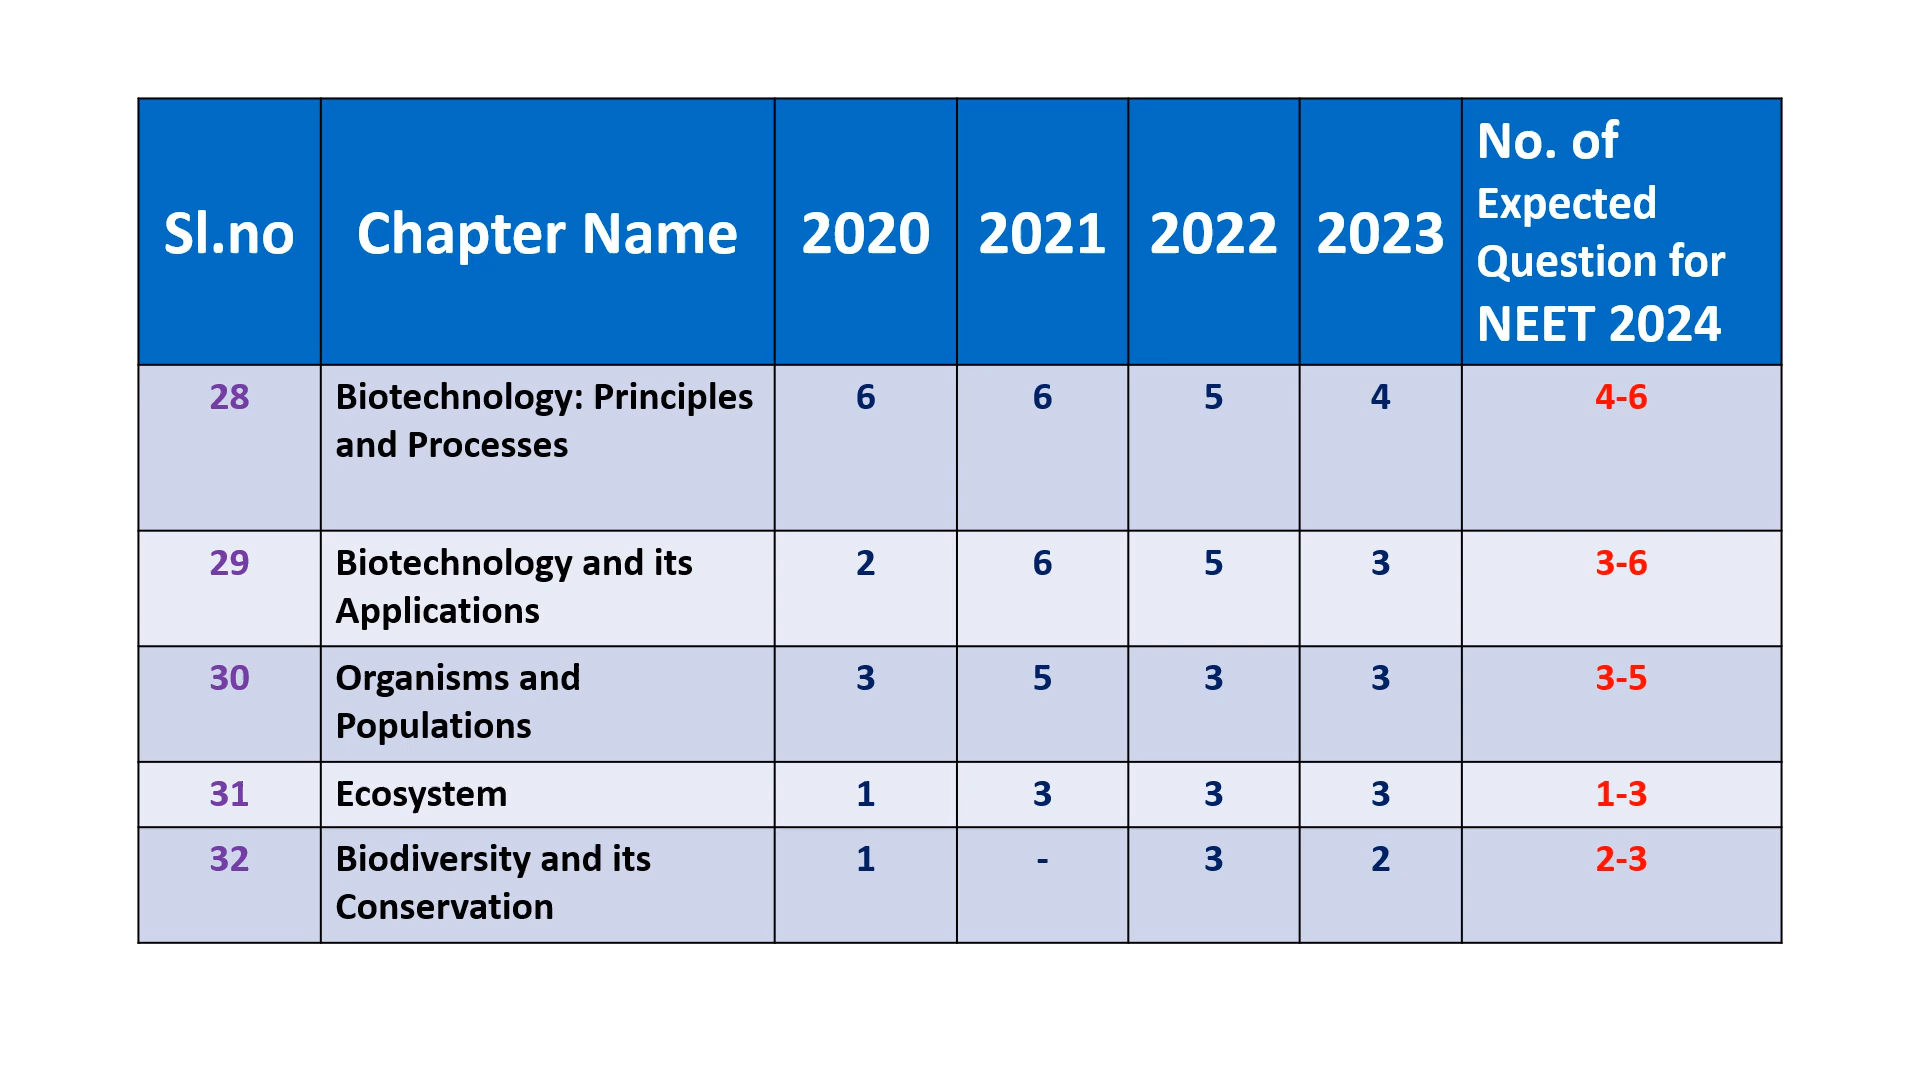 Sl.no Chapter Name 2020 2021 2022 2023 No. of
Expected
Question for
NEET 2024
28 Biotechnology: Principles 6 6 5 4 4-6
and Processes
29 Biotechnology and its 2 6 5 3 3-6
Applications
30 Organisms and 3 5 3 3 3-5
Populations
31 Ecosystem 1 3 3 3 1-3
32 Biodiversity and its 1 - 3 2 2-3
Conservation